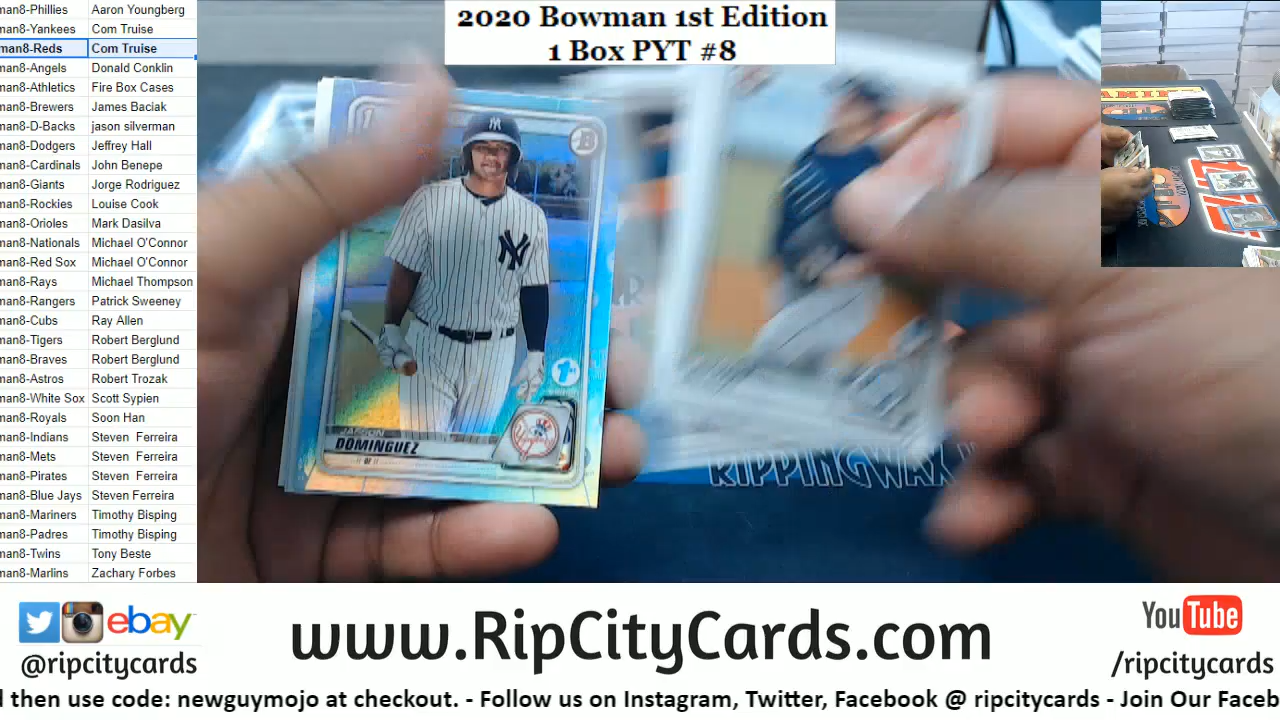 2020 Bowman 1st Edition
1 Box PYT #8
man8-Phillies Aaron Youngberg
man8-Yankees Com Truise
man8-Reds Com Truise
man8-Angels Donald Conklin
man8-Athletics Fire Box Cases
man8-Brewers James Baciak
man8-D-Backs jason silverman
man8-Dodgers Jeffrey Hall
man8-Cardinals John Benepe
man8-Giants Jorge Rodriguez
man8-Rockies Louise Cook
man8-Orioles Mark Dasilva
man8-Nationals Michael O'Connor
man8-Red Sox Michael O'Connor
man8-Rays Michael Thompson
man8-Rangers Patrick Sweeney
man8-Cubs Ray Allen
man8-Tigers Robert Berglund
man8-Braves Robert Berglund
man8-Astros Robert Trozak
man8-White Sox Scott Sypien
man8-Royals Soon Han
man8-Indians Steven Ferreira
man8-Mets Steven Ferreira
man8-Pirates Steven Ferreira
man8-Blue Jays Steven Ferreira
man8-Mariners Timothy Bisping
man8-Padres Timothy Bisping
man8-Twins Tony Beste
man8-Marlins Zachary Forbes
NY
B
NY
1st
JASSON
DOMINGUEZ
OF
RIPPINGWAX
ebay
@ripcitycards
www.RipCityCards.com
YouTube
/ripcitycards
d then use code: newguymojo at checkout. - Follow us on Instagram, Twitter, Facebook @ ripcitycards - Join Our Faceb